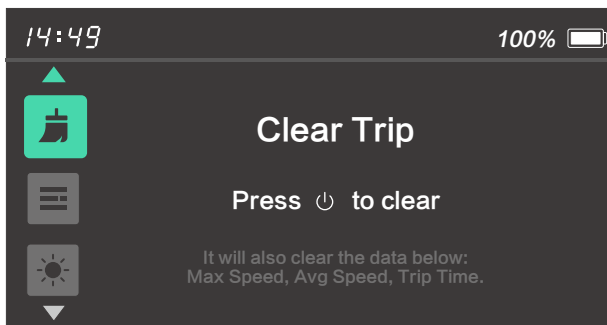 14:49
100%
Clear Trip
Press ⏻ to clear
It will also clear the data below:
Max Speed, Avg Speed, Trip Time.